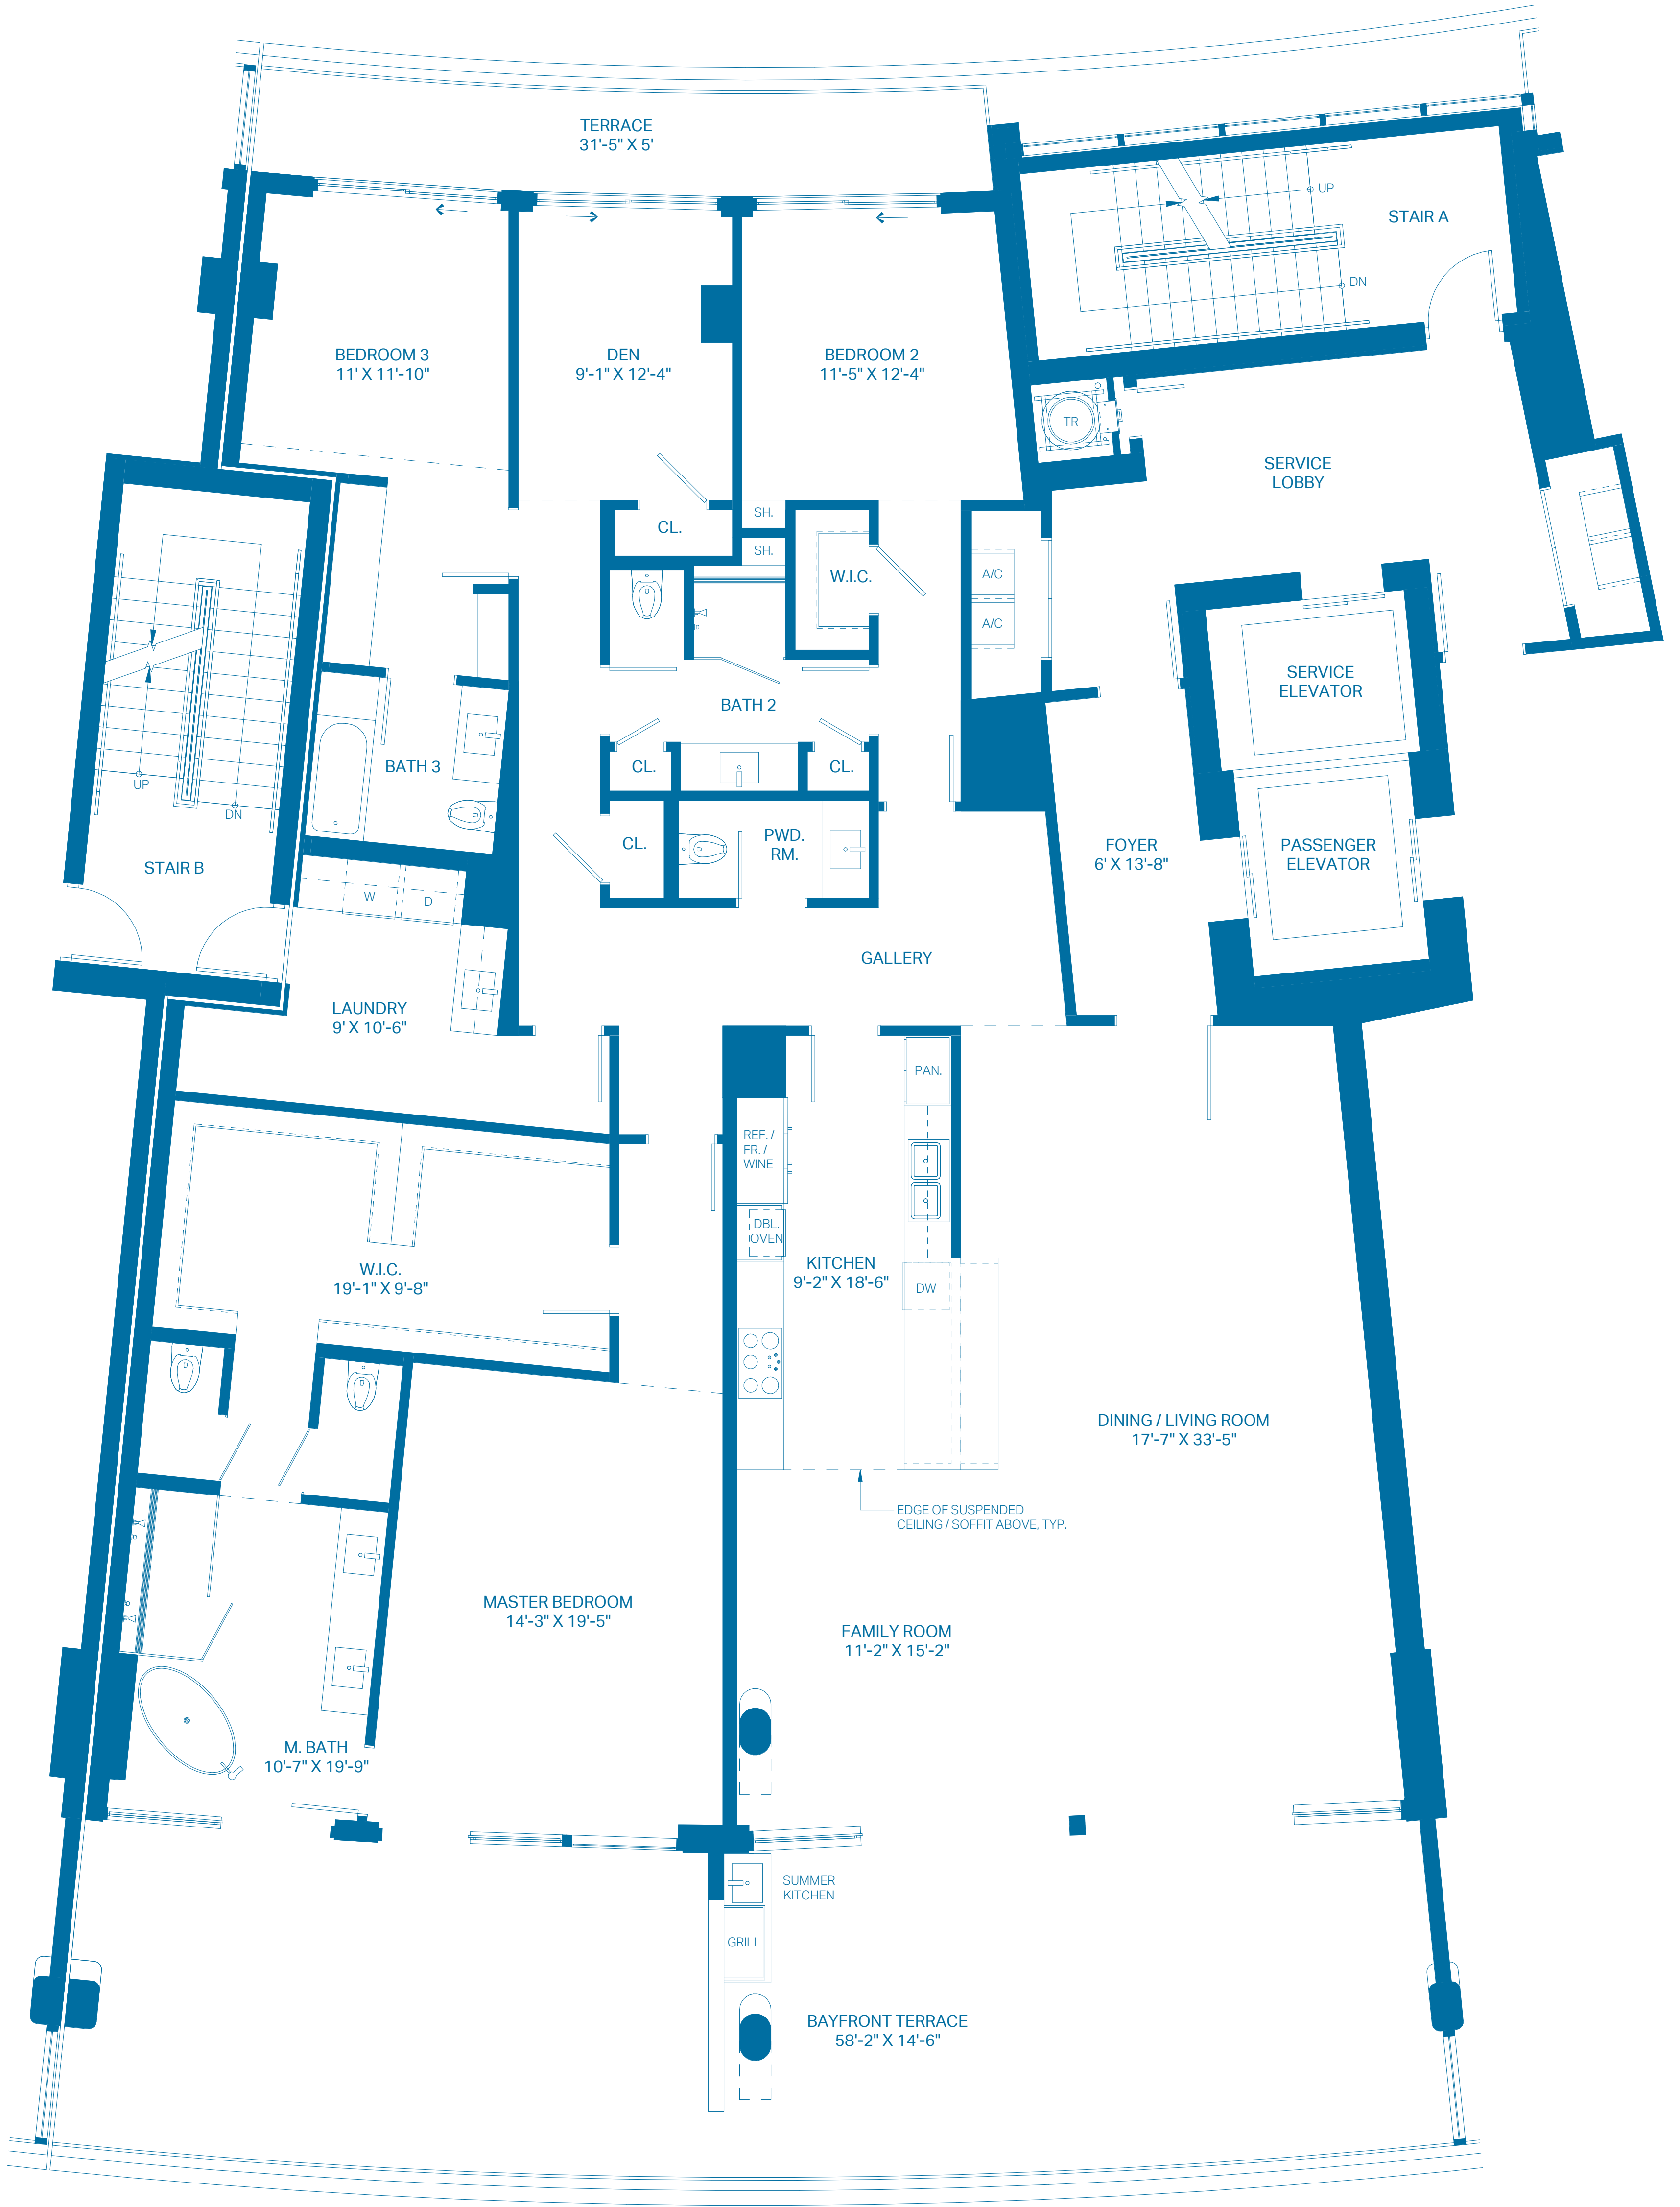 TERRACE
31'-5" X 5'
UP
STAIR A
DN
BEDROOM 3
11' X 11'-10"
DEN
9'-1" X 12'-4"
BEDROOM 2
11'-5" X 12'-4"
TR
SERVICE
LOBBY
CL.
SH.
SH.
W.I.C.
A/C
A/C
SERVICE
ELEVATOR
BATH 2
BATH 3
CL.
CL.
UP
DN
STAIR B
CL.
PWD.
RM.
FOYER
6' X 13'-8"
PASSENGER
ELEVATOR
W
D
GALLERY
LAUNDRY
9' X 10'-6"
PAN.
REF. /
FR. /
WINE
DBL.
OVEN
KITCHEN
9'-2" X 18'-6"
DW
W.I.C.
19'-1" X 9'-8"
DINING / LIVING ROOM
17'-7" X 33'-5"
EDGE OF SUSPENDED
CEILING / SOFFIT ABOVE, TYP.
MASTER BEDROOM
14'-3" X 19'-5"
FAMILY ROOM
11'-2" X 15'-2"
M. BATH
10'-7" X 19'-9"
SUMMER
KITCHEN
GRILL
BAYFRONT TERRACE
58'-2" X 14'-6"